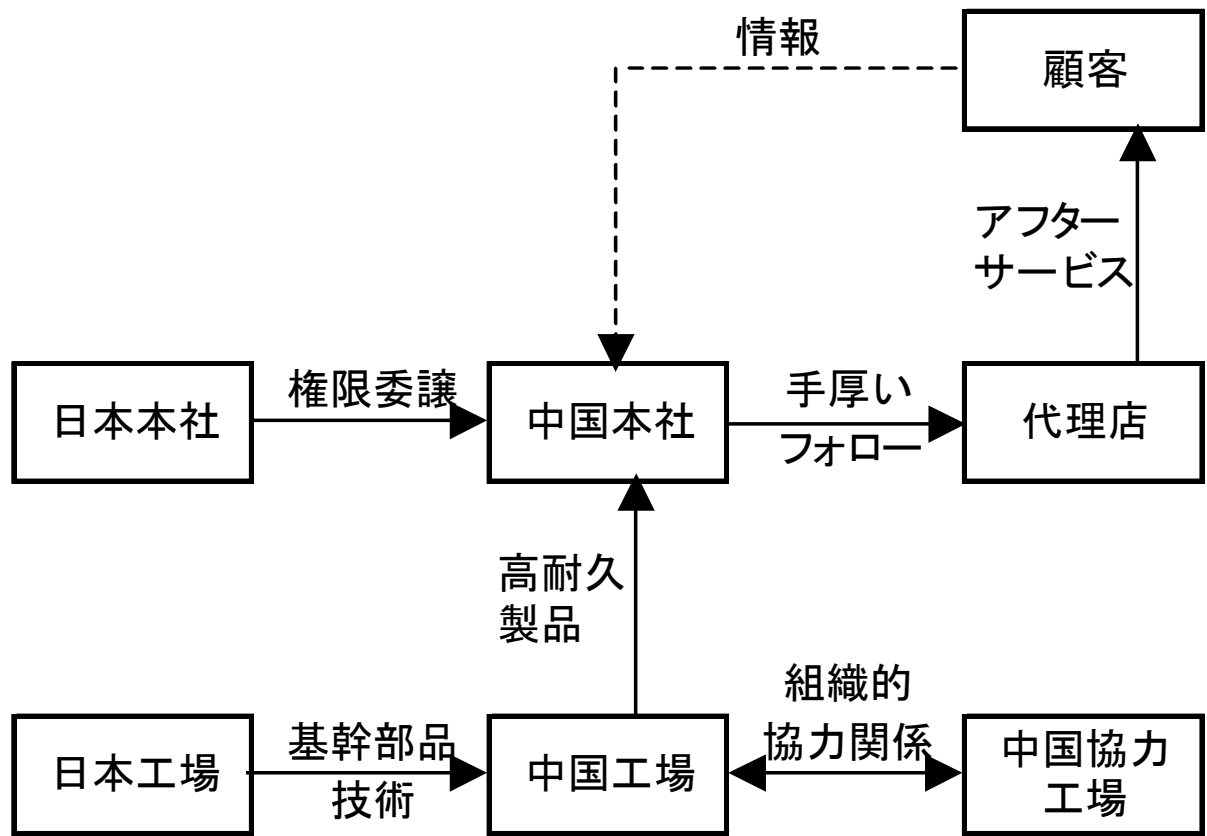 情報
顧客
アフター
サービス
日本本社
権限委譲
中国本社
手厚い
フォロー
代理店
高耐久
製品
組織的
協力関係
日本工場
基幹部品
技術
中国工場
中国協力
工場